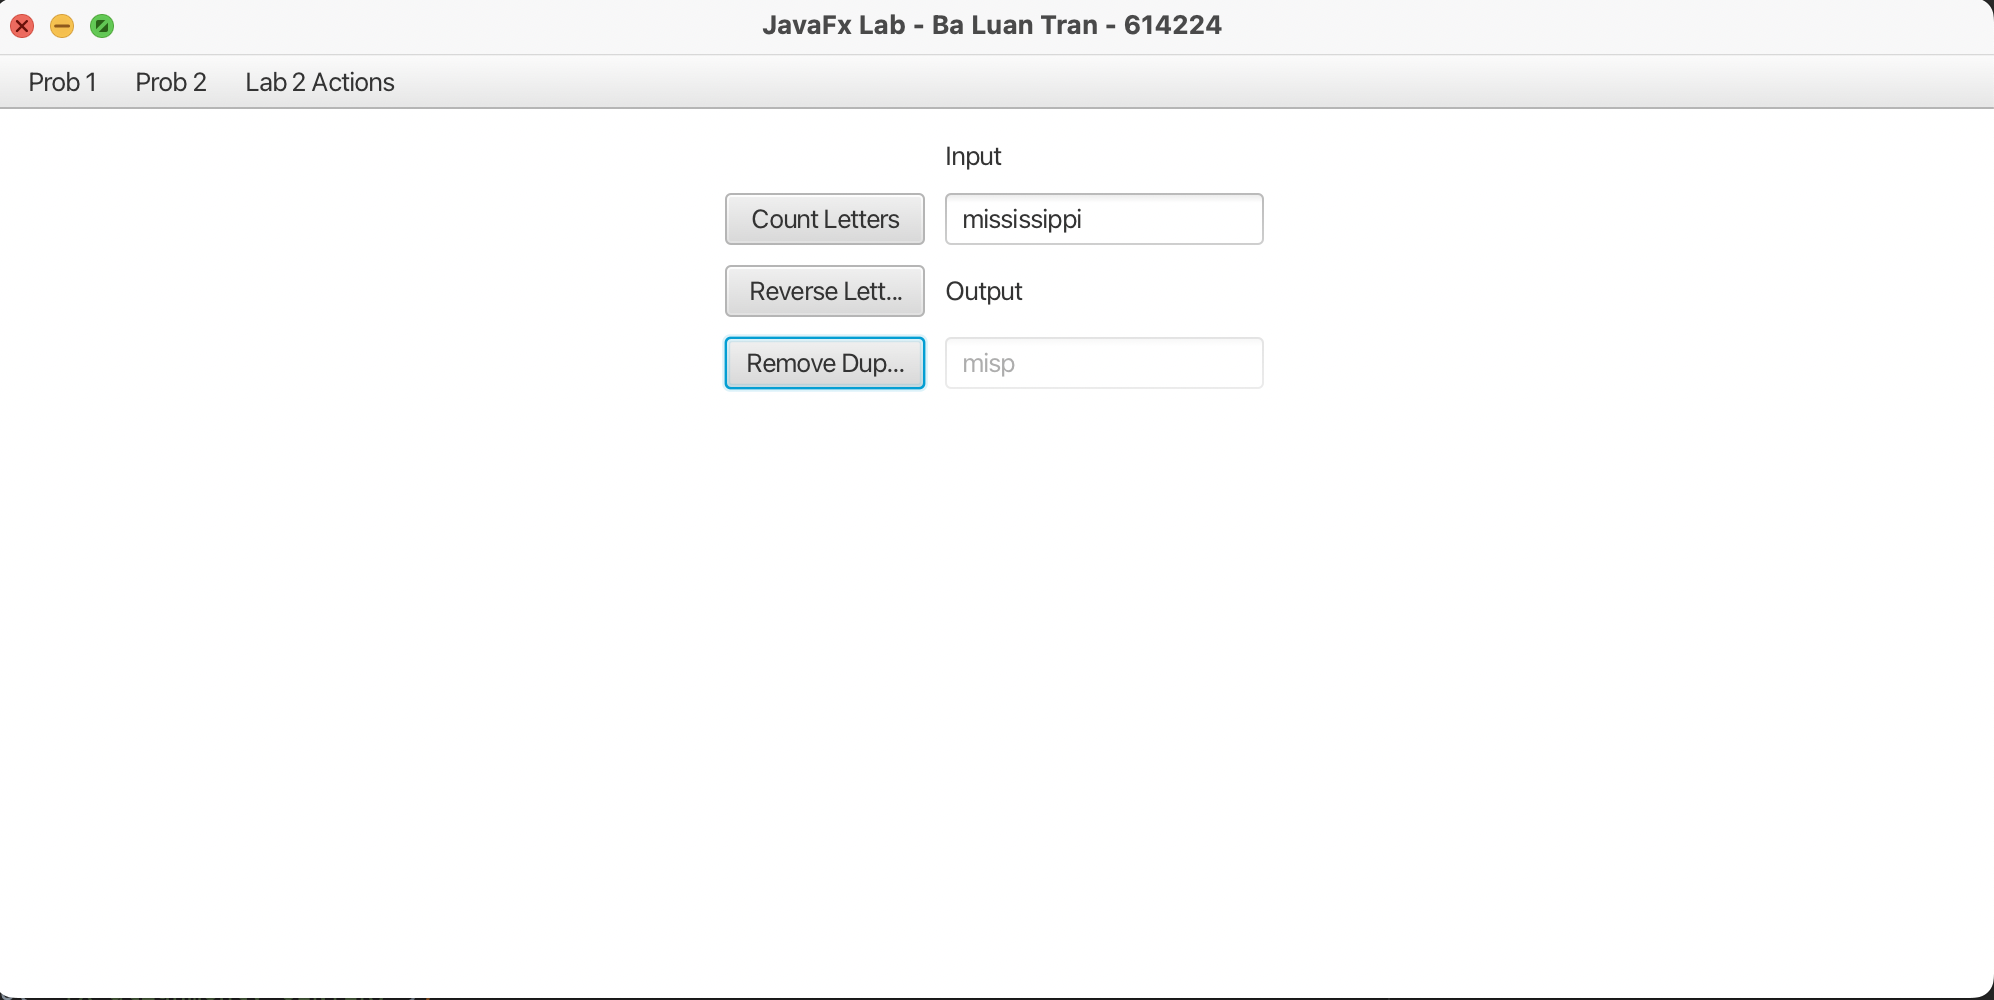 JavaFx Lab - Ba Luan Tran - 614224
Prob 1 Prob 2 Lab 2 Actions
Input
Count Letters mississippi
Reverse Lett... Output
Remove Dup... misp